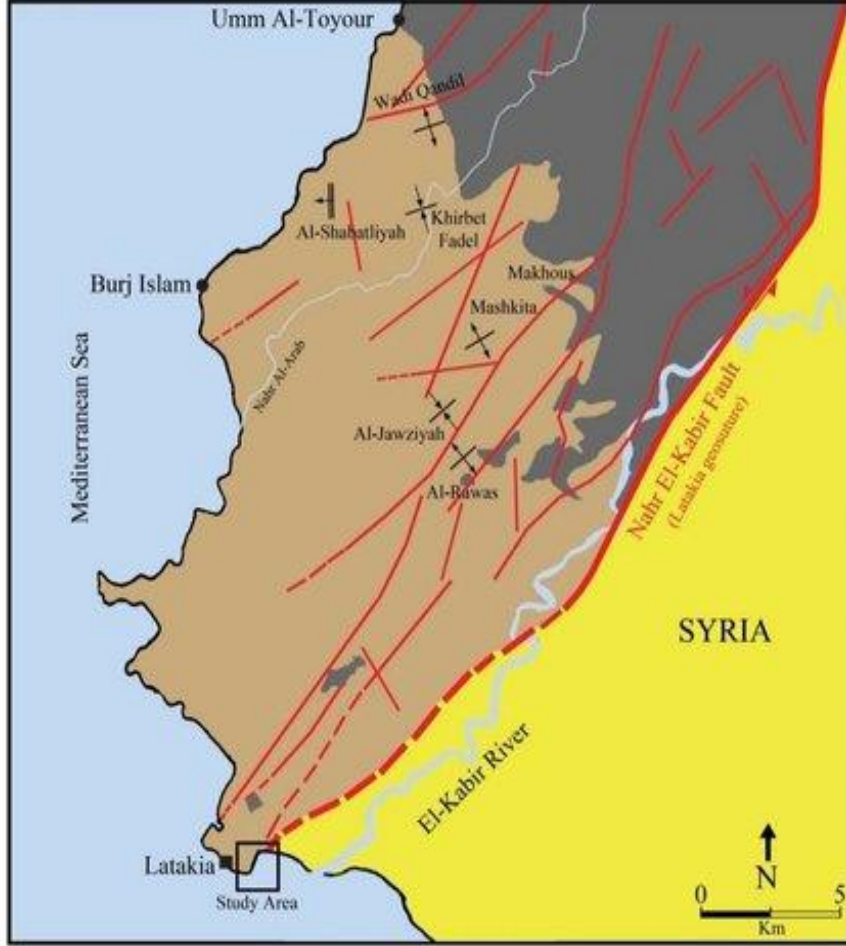 Umm Al-Toyour
Wadi Qandil
Khirbet
Fadel
Al-Shabatliyah
Burj Islam
Makhous
Mashkita
Nahr Al-Arab
Mediterranean Sea
Al-Jawziyah
Al-Rawas
Nahr El-Kabir Fault
(Latakia geosuture)
SYRIA
El-Kabir River
Latakia
Study Area
N
0 5
Km